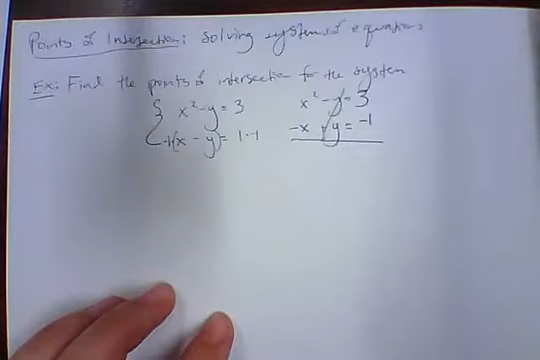 Points of Intersection: Solving systems of equations
Ex: Find the points of intersection for the system
{ x² - y = 3
-1(x - y) = 1·-1
x² - y = 3
-x + y = -1